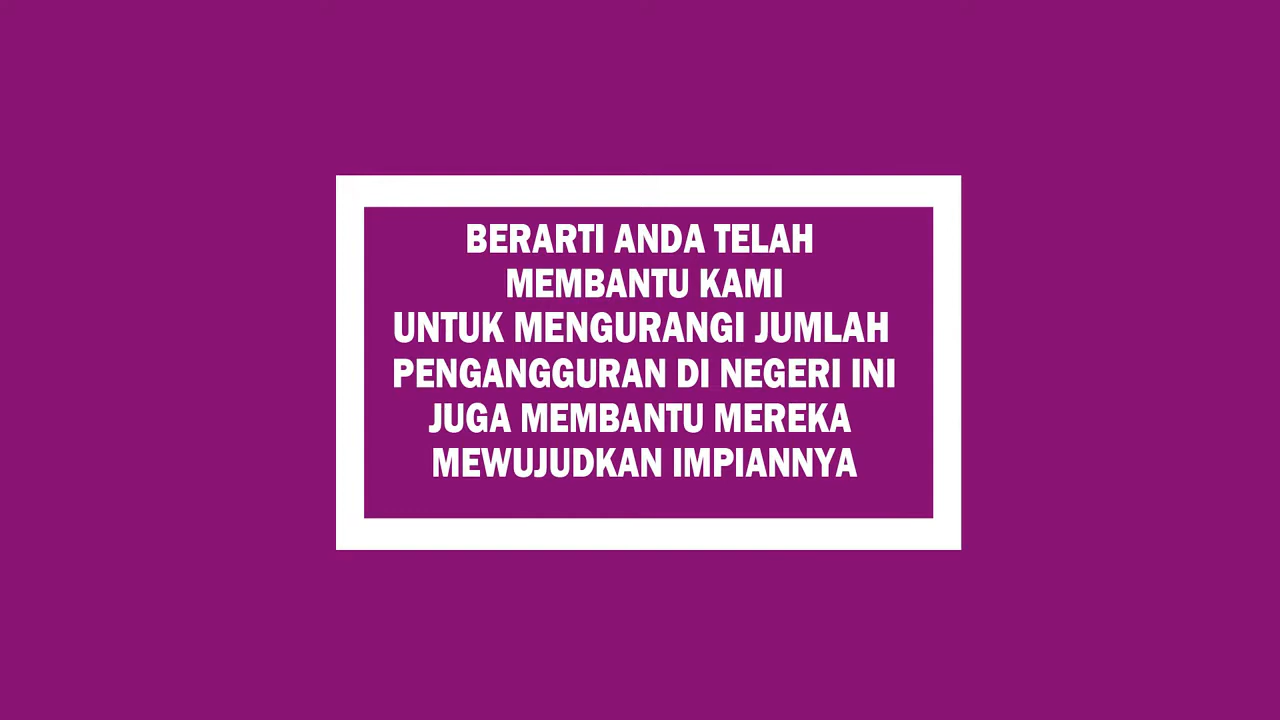 BERARTI ANDA TELAH
MEMBANTU KAMI
UNTUK MENGURANGI JUMLAH
PENGANGGURAN DI NEGERI INI
JUGA MEMBANTU MEREKA
MEWUJUDKAN IMPIANNYA